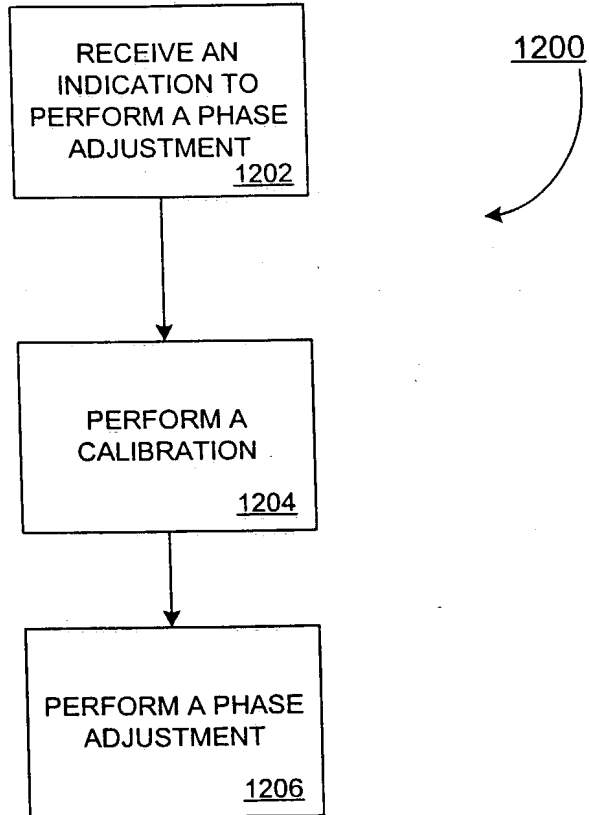 RECEIVE AN
INDICATION TO
PERFORM A PHASE
ADJUSTMENT
1202
1200
PERFORM A
CALIBRATION
1204
PERFORM A PHASE
ADJUSTMENT
1206